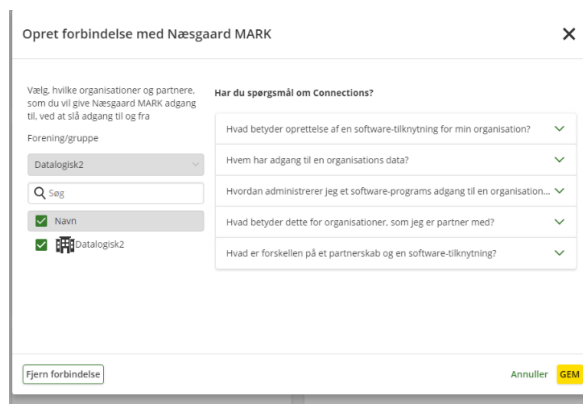 Opret forbindelse med Næsgaard MARK
Vælg, hvilke organisationer og partnere,
som du vil give Næsgaard MARK adgang
til, ved at slå adgang til og fra
Forening/gruppe
Datalogisk2
Søg
Navn
Datalogisk2
Har du spørgsmål om Connections?
Hvad betyder oprettelse af en software-tilknytning for min organisation?
Hvem har adgang til en organisations data?
Hvordan administrerer jeg et software-programs adgang til en organisation...
Hvad betyder dette for organisationer, som jeg er partner med?
Hvad er forskellen på et partnerskab og en software-tilknytning?
Fjern forbindelse
Annuller
GEM